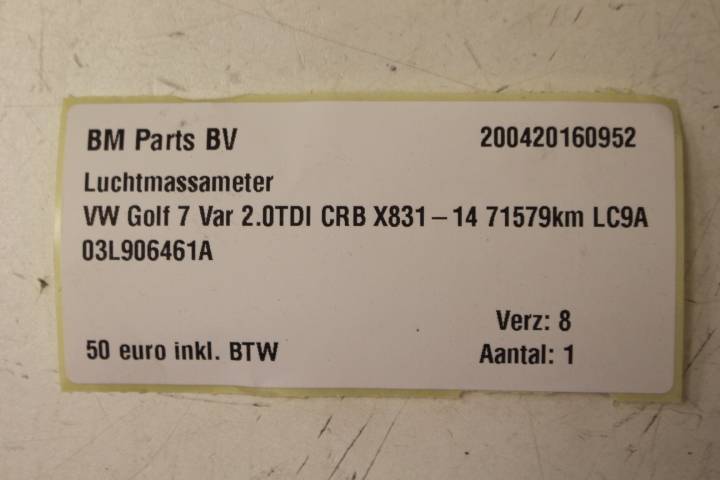 BM Parts BV 200420160952
Luchtmassameter
VW Golf 7 Var 2.0TDI CRB X831-14 71579km LC9A
03L906461A
Verz: 8
50 euro inkl. BTW Aantal: 1